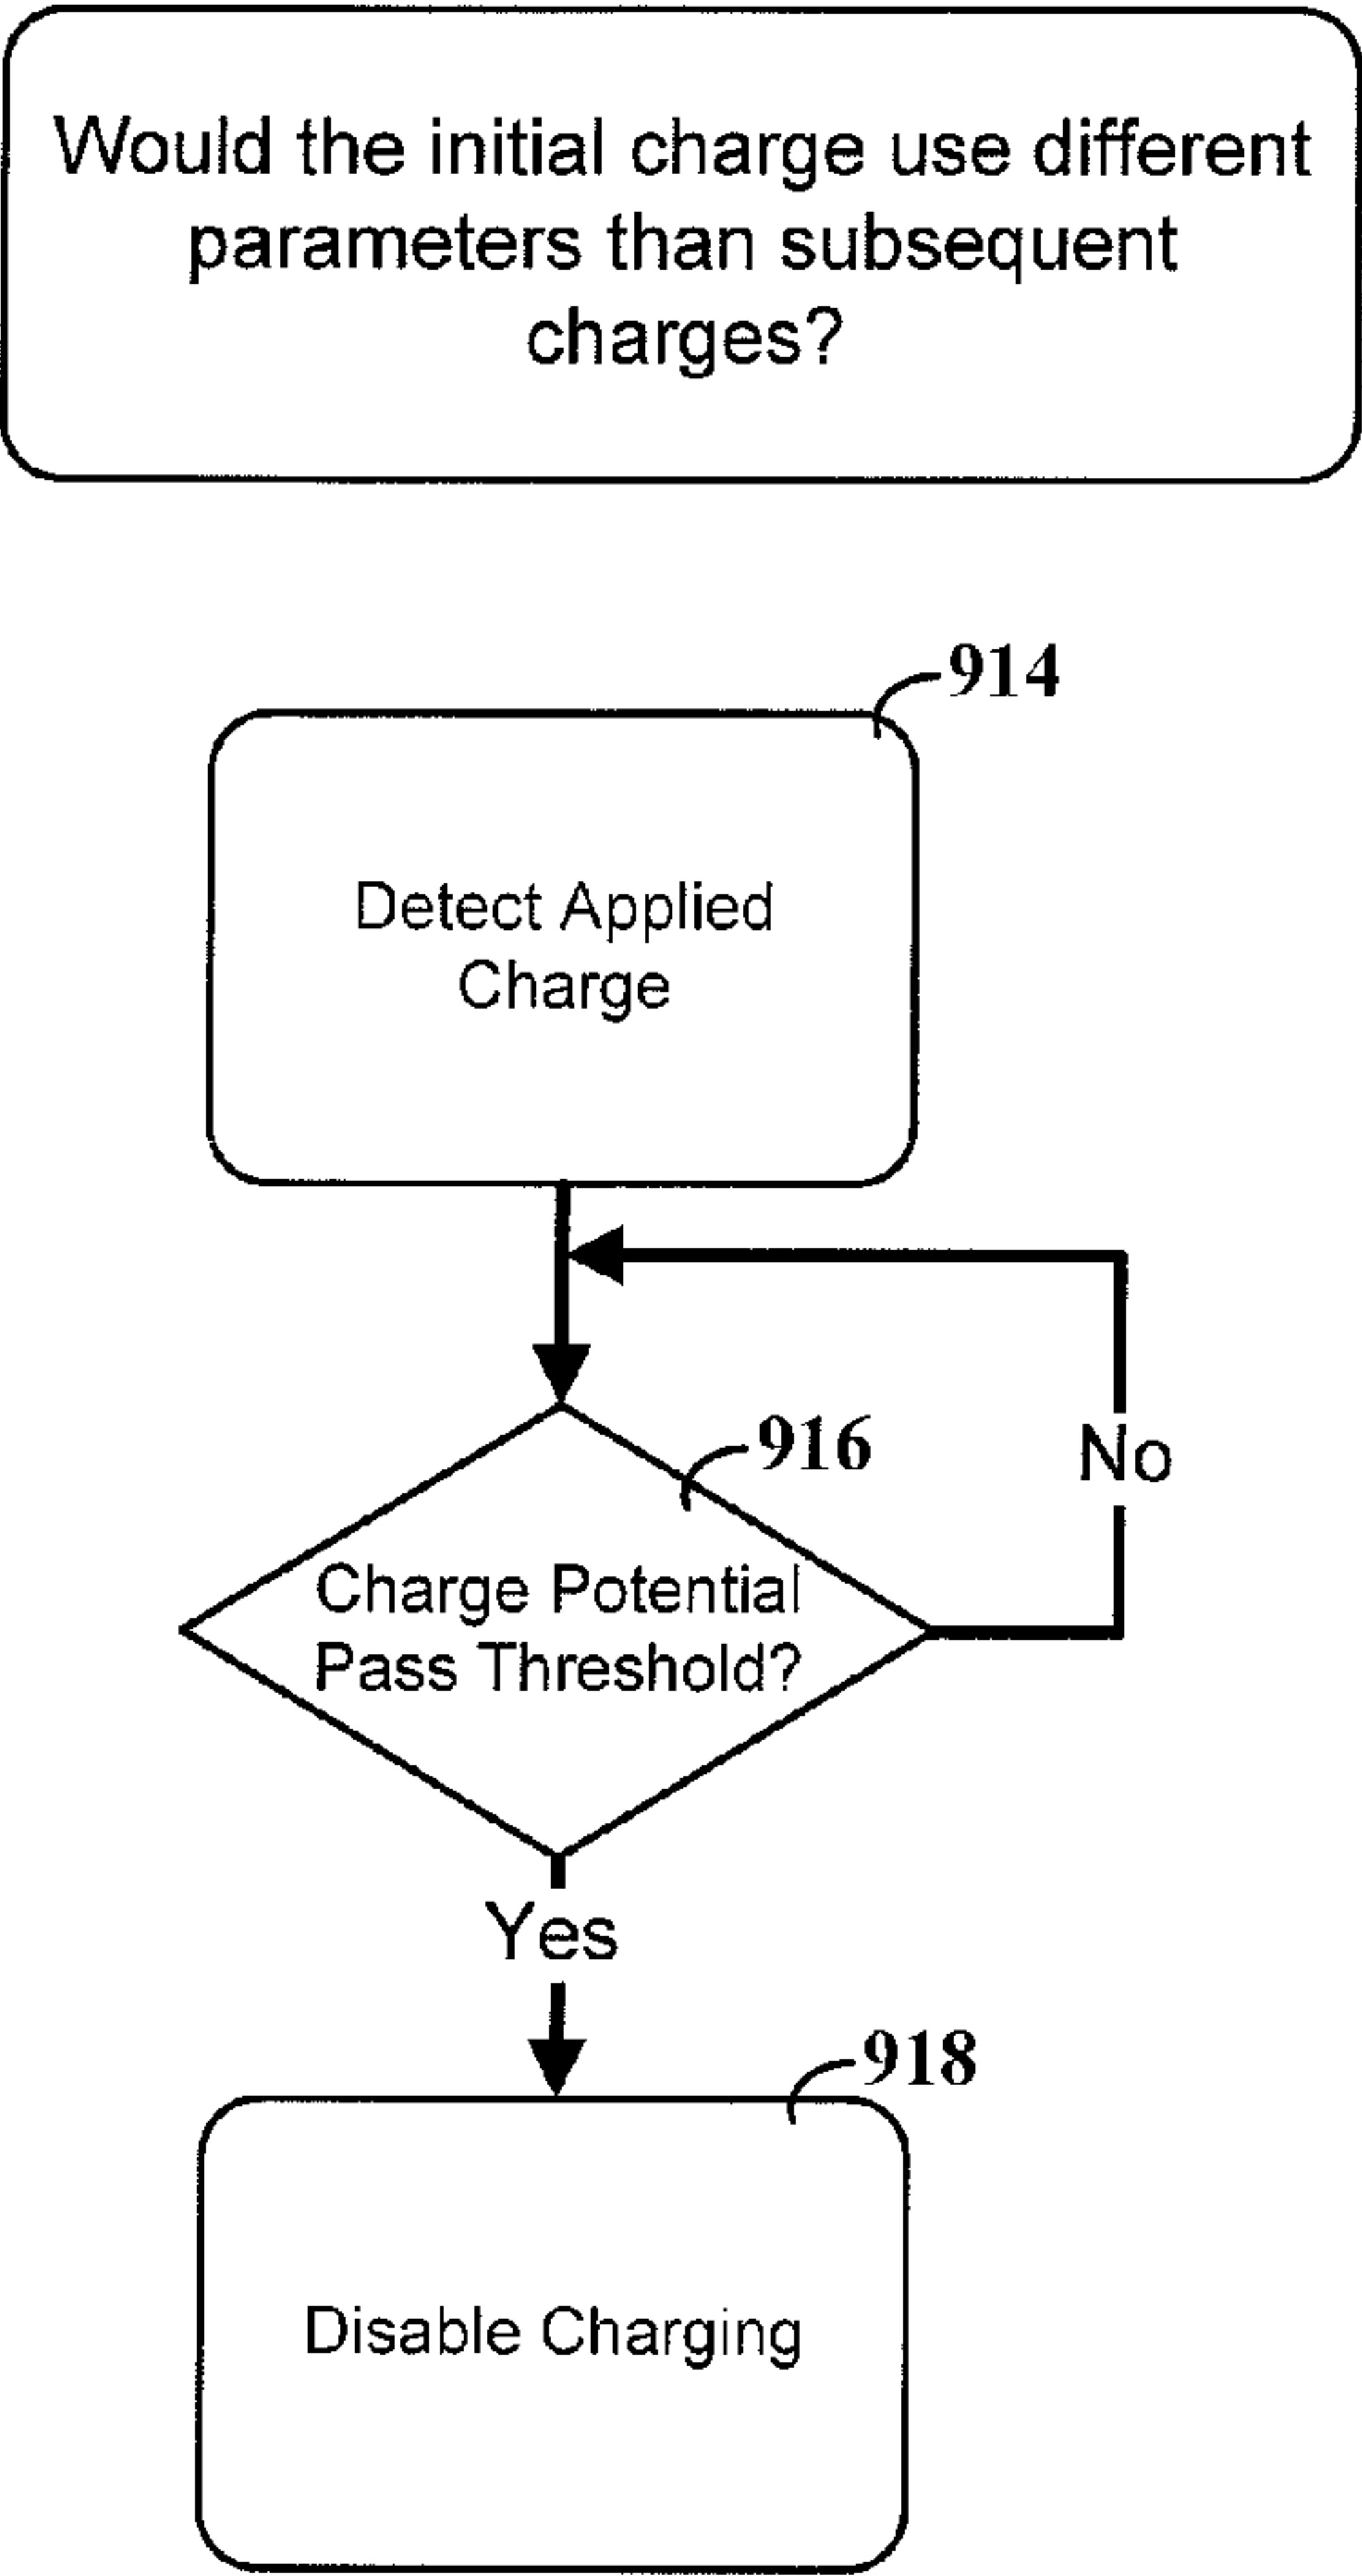 Would the initial charge use different
parameters than subsequent
charges?
914
Detect Applied
Charge
916
Charge Potential
Pass Threshold?
No
Yes
918
Disable Charging